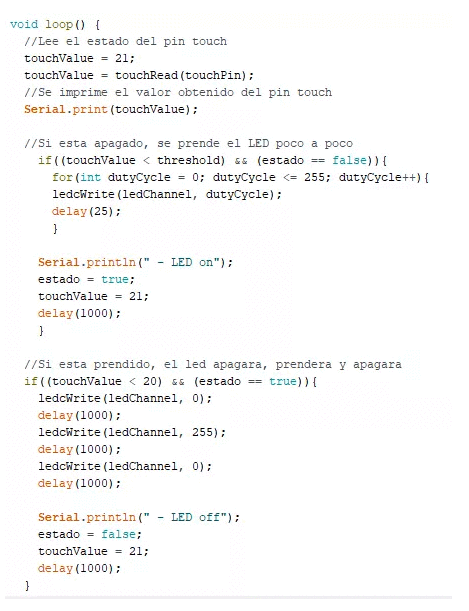 void loop() {
  //Lee el estado del pin touch
  touchValue = 21;
  touchValue = touchRead(touchPin);
  //Se imprime el valor obtenido del pin touch
  Serial.print(touchValue);

  //Si esta apagado, se prende el LED poco a poco
    if((touchValue < threshold) && (estado == false)){
      for(int dutyCycle = 0; dutyCycle <= 255; dutyCycle++){
      ledcWrite(ledChannel, dutyCycle);
      delay(25);
      }

    Serial.println(" - LED on");
    estado = true;
    touchValue = 21;
    delay(1000);
    }

  //Si esta prendido, el led apagara, prendera y apagara
  if((touchValue < 20) && (estado == true)){
    ledcWrite(ledChannel, 0);
    delay(1000);
    ledcWrite(ledChannel, 255);
    delay(1000);
    ledcWrite(ledChannel, 0);
    delay(1000);

    Serial.println(" - LED off");
    estado = false;
    touchValue = 21;
    delay(1000);
  }